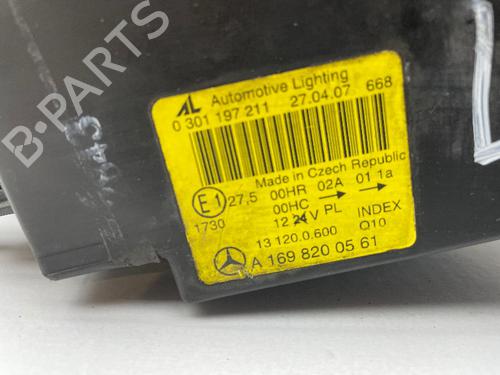 B-PARTS
AL Automotive Lighting
0 301 197 211 27.04.07 668
Made in Czech Republic
E1 27,5 00HR 02A 01 1a
00HC → →
1730 12 24 V PL INDEX
13 120.0.600 Q10
A 169 820 05 61